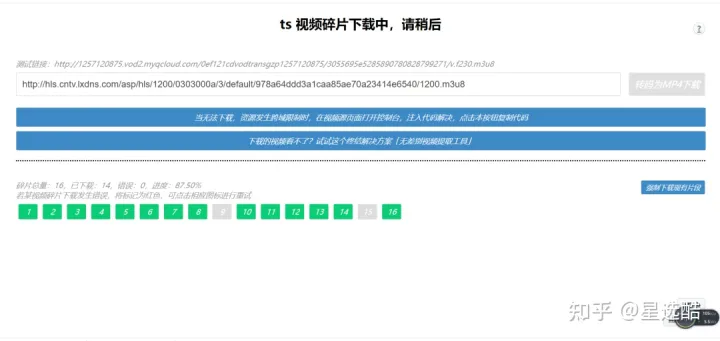 ts 视频碎片下载中，请稍后
测试链接：http://1257120875.vod2.myqcloud.com/0ef121cdvodtransgzp1257120875/3055695e5285890780828799271/v.f230.m3u8
http://hls.cntv.lxdns.com/asp/hls/1200/0303000a/3/default/978a64ddd3a1caa85ae70a23414e6540/1200.m3u8
转码为MP4下载
当无法下载，资源发生跨域限制时，在视频源页面打开控制台，注入代码解决，点击本按钮复制代码
下载的视频看不了？试试这个终结解决方案「无差别视频提取工具」
碎片总量：16，已下载：14，错误：0，进度：87.50%
若某视频碎片下载发生错误，将标记为红色，可点击相应图标进行重试
强制下载现有片段
1 2 3 4 5 6 7 8 9 10 11 12 13 14 15 16
知乎 @星选酷